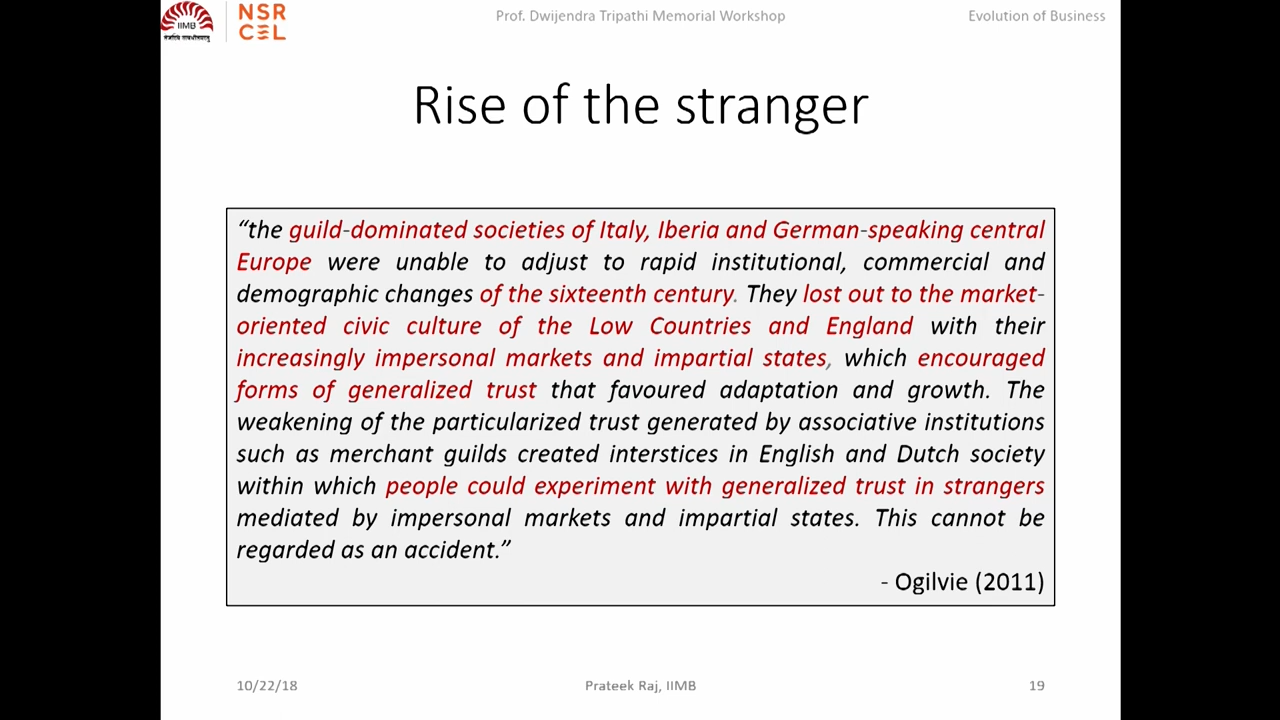 IIMB
NSR
CEL
Prof. Dwijendra Tripathi Memorial Workshop
Evolution of Business
Rise of the stranger
“the guild-dominated societies of Italy, Iberia and German-speaking central
Europe were unable to adjust to rapid institutional, commercial and
demographic changes of the sixteenth century. They lost out to the market-
oriented civic culture of the Low Countries and England with their
increasingly impersonal markets and impartial states, which encouraged
forms of generalized trust that favoured adaptation and growth. The
weakening of the particularized trust generated by associative institutions
such as merchant guilds created interstices in English and Dutch society
within which people could experiment with generalized trust in strangers
mediated by impersonal markets and impartial states. This cannot be
regarded as an accident.”
- Ogilvie (2011)
10/22/18
Prateek Raj, IIMB
19